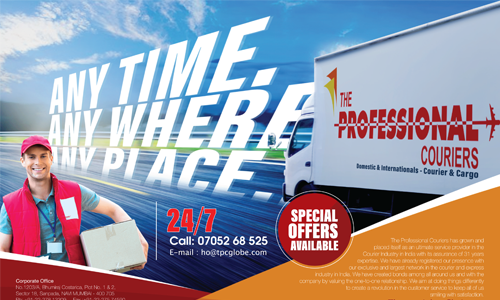 ANY TIME.
ANY WHERE
ANY PLACE.
THE
PROFESSIONAL
COURIERS
Domestic & Internationals - Courier & Cargo
24/7
Call: 07052 68 525
E-mail : ho@tpcglobe.com
SPECIAL
OFFERS
AVAILABLE
The Professional Couriers has grown and
placed itself as an ultimate service provider in the
Courier Industry in India with its assurance of 31 years
expertise. We have already registered our presence with
our exclusive and largest network in the courier and express
industry in India. We have created bonds among all around us and with the
company by valuing the one-to-one relationship. We aim at doing things differently
to create a revolution in the customer service to keep all of us
smiling with satisfaction.
Corporate Office